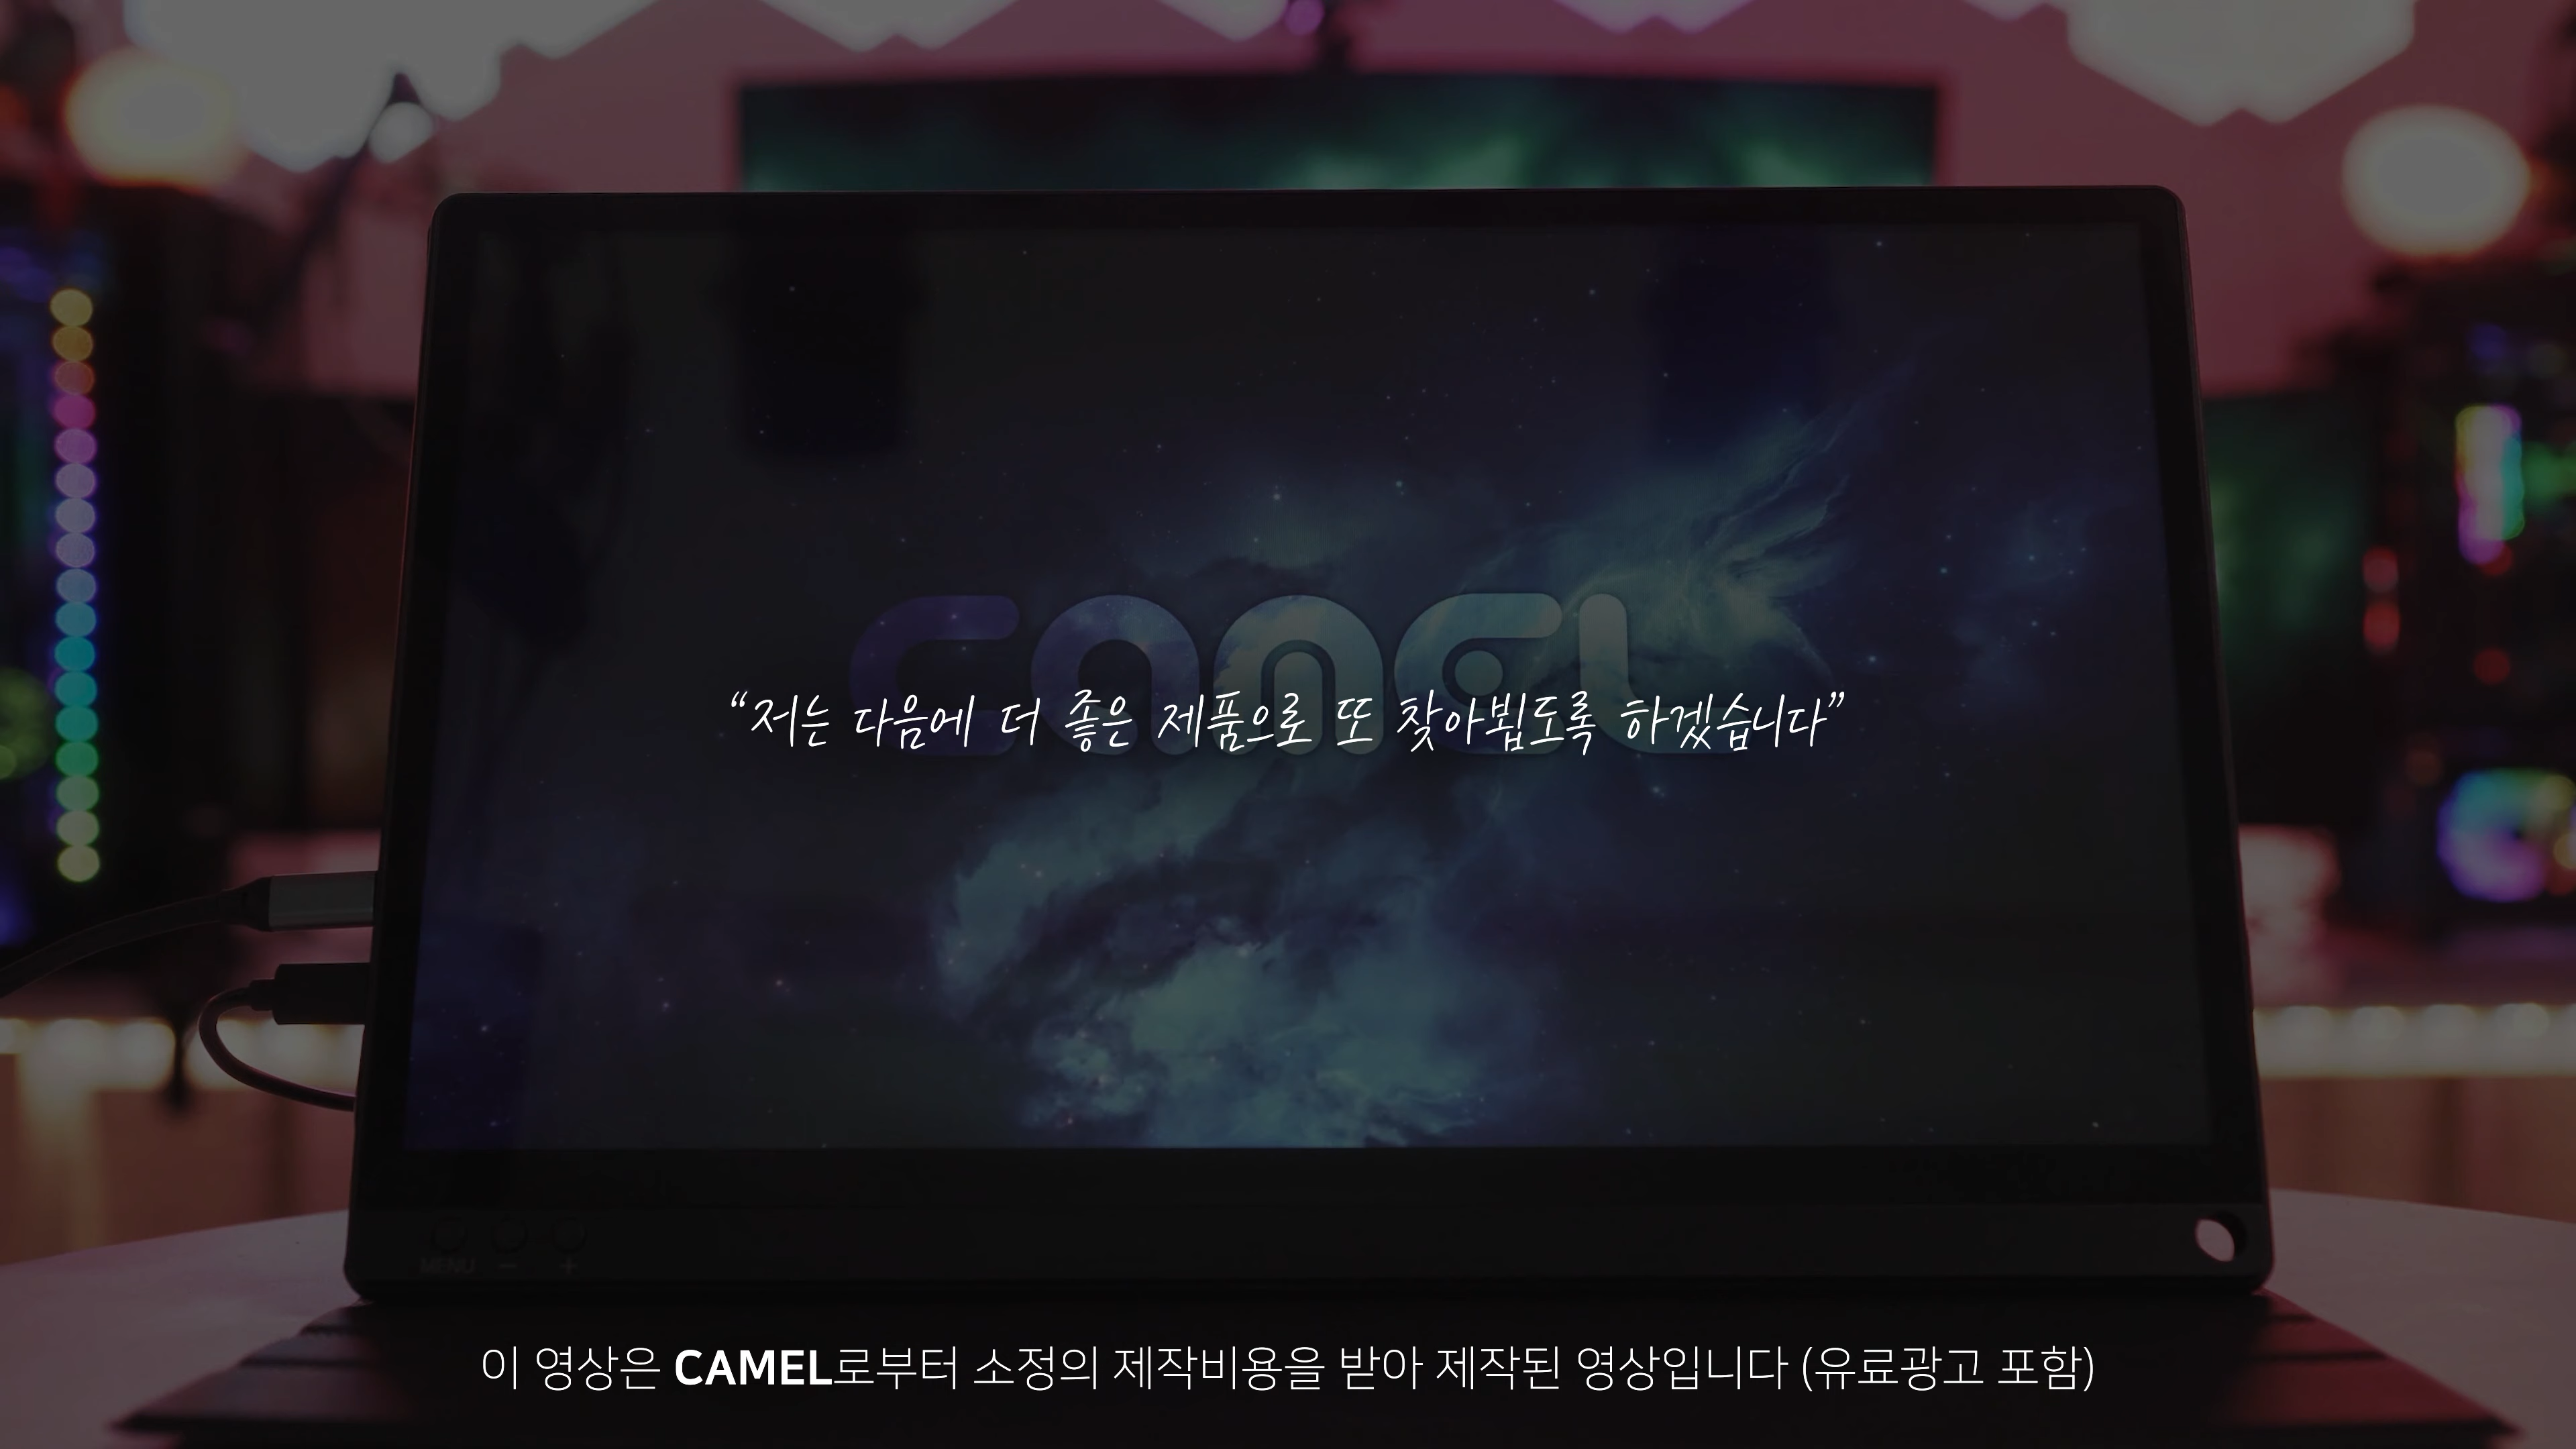 CAMEL
“저는 다음에 더 좋은 제품으로 또 찾아뵙도록 하겠습니다”
MENU - +
이 영상은 CAMEL로부터 소정의 제작비용을 받아 제작된 영상입니다 (유료광고 포함)